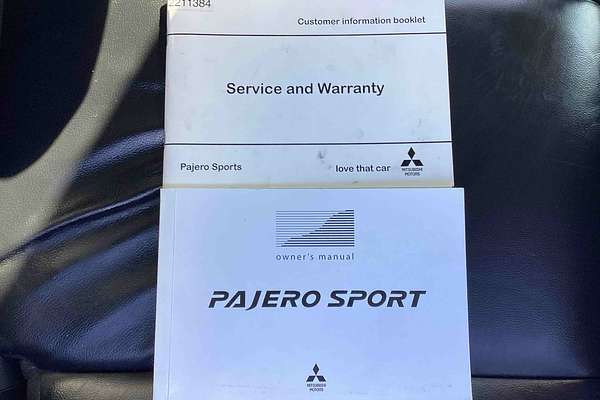 2211384
Customer information booklet
Service and Warranty
Pajero Sports
love that car
MITSUBISHI
MOTORS
owner's manual
PAJERO SPORT
MITSUBISHI
MOTORS